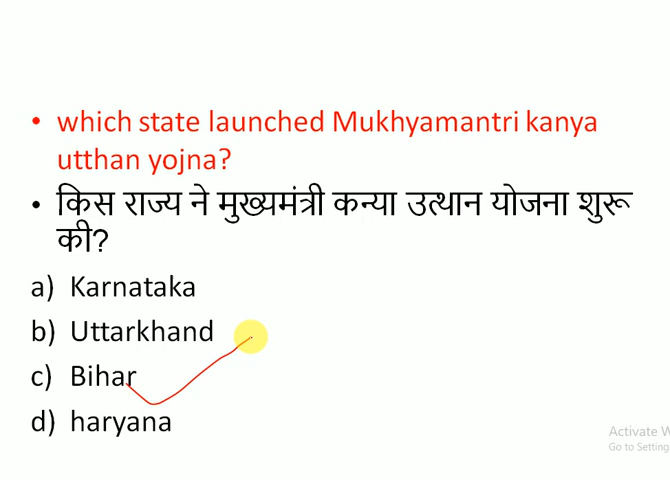 • which state launched Mukhyamantri kanya
utthan yojna?
• किस राज्य ने मुख्यमंत्री कन्या उत्थान योजना शुरू
की?
a) Karnataka
b) Uttarkhand
c) Bihar
d) haryana
Activate W
Go to Setting